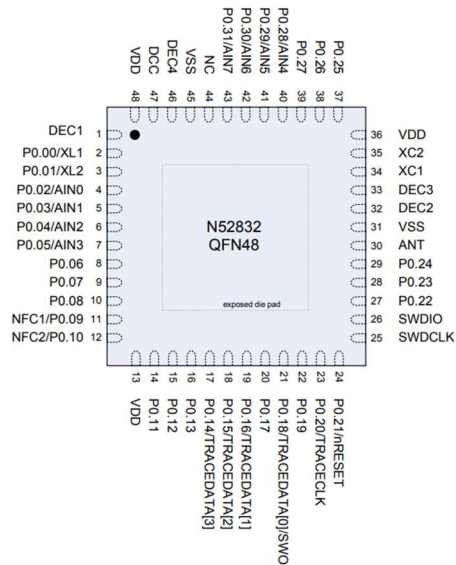 P0.31/AIN7
P0.30/AIN6
P0.29/AIN5
P0.28/AIN4
P0.27
P0.26
P0.25
VDD
DCC
DEC4
VSS
NC
48
47
46
45
44
43
42
41
40
39
38
37
DEC1 1
P0.00/XL1 2
P0.01/XL2 3
P0.02/AIN0 4
P0.03/AIN1 5
P0.04/AIN2 6
P0.05/AIN3 7
P0.06 8
P0.07 9
P0.08 10
NFC1/P0.09 11
NFC2/P0.10 12
N52832
QFN48
exposed die pad
36 VDD
35 XC2
34 XC1
33 DEC3
32 DEC2
31 VSS
30 ANT
29 P0.24
28 P0.23
27 P0.22
26 SWDIO
25 SWDCLK
13
14
15
16
17
18
19
20
21
22
23
24
VDD
P0.11
P0.12
P0.13
P0.14/TRACEDATA[3]
P0.15/TRACEDATA[2]
P0.16/TRACEDATA[1]
P0.17
P0.18/TRACEDATA[0]/SWO
P0.19
P0.20/TRACECLK
P0.21/nRESET